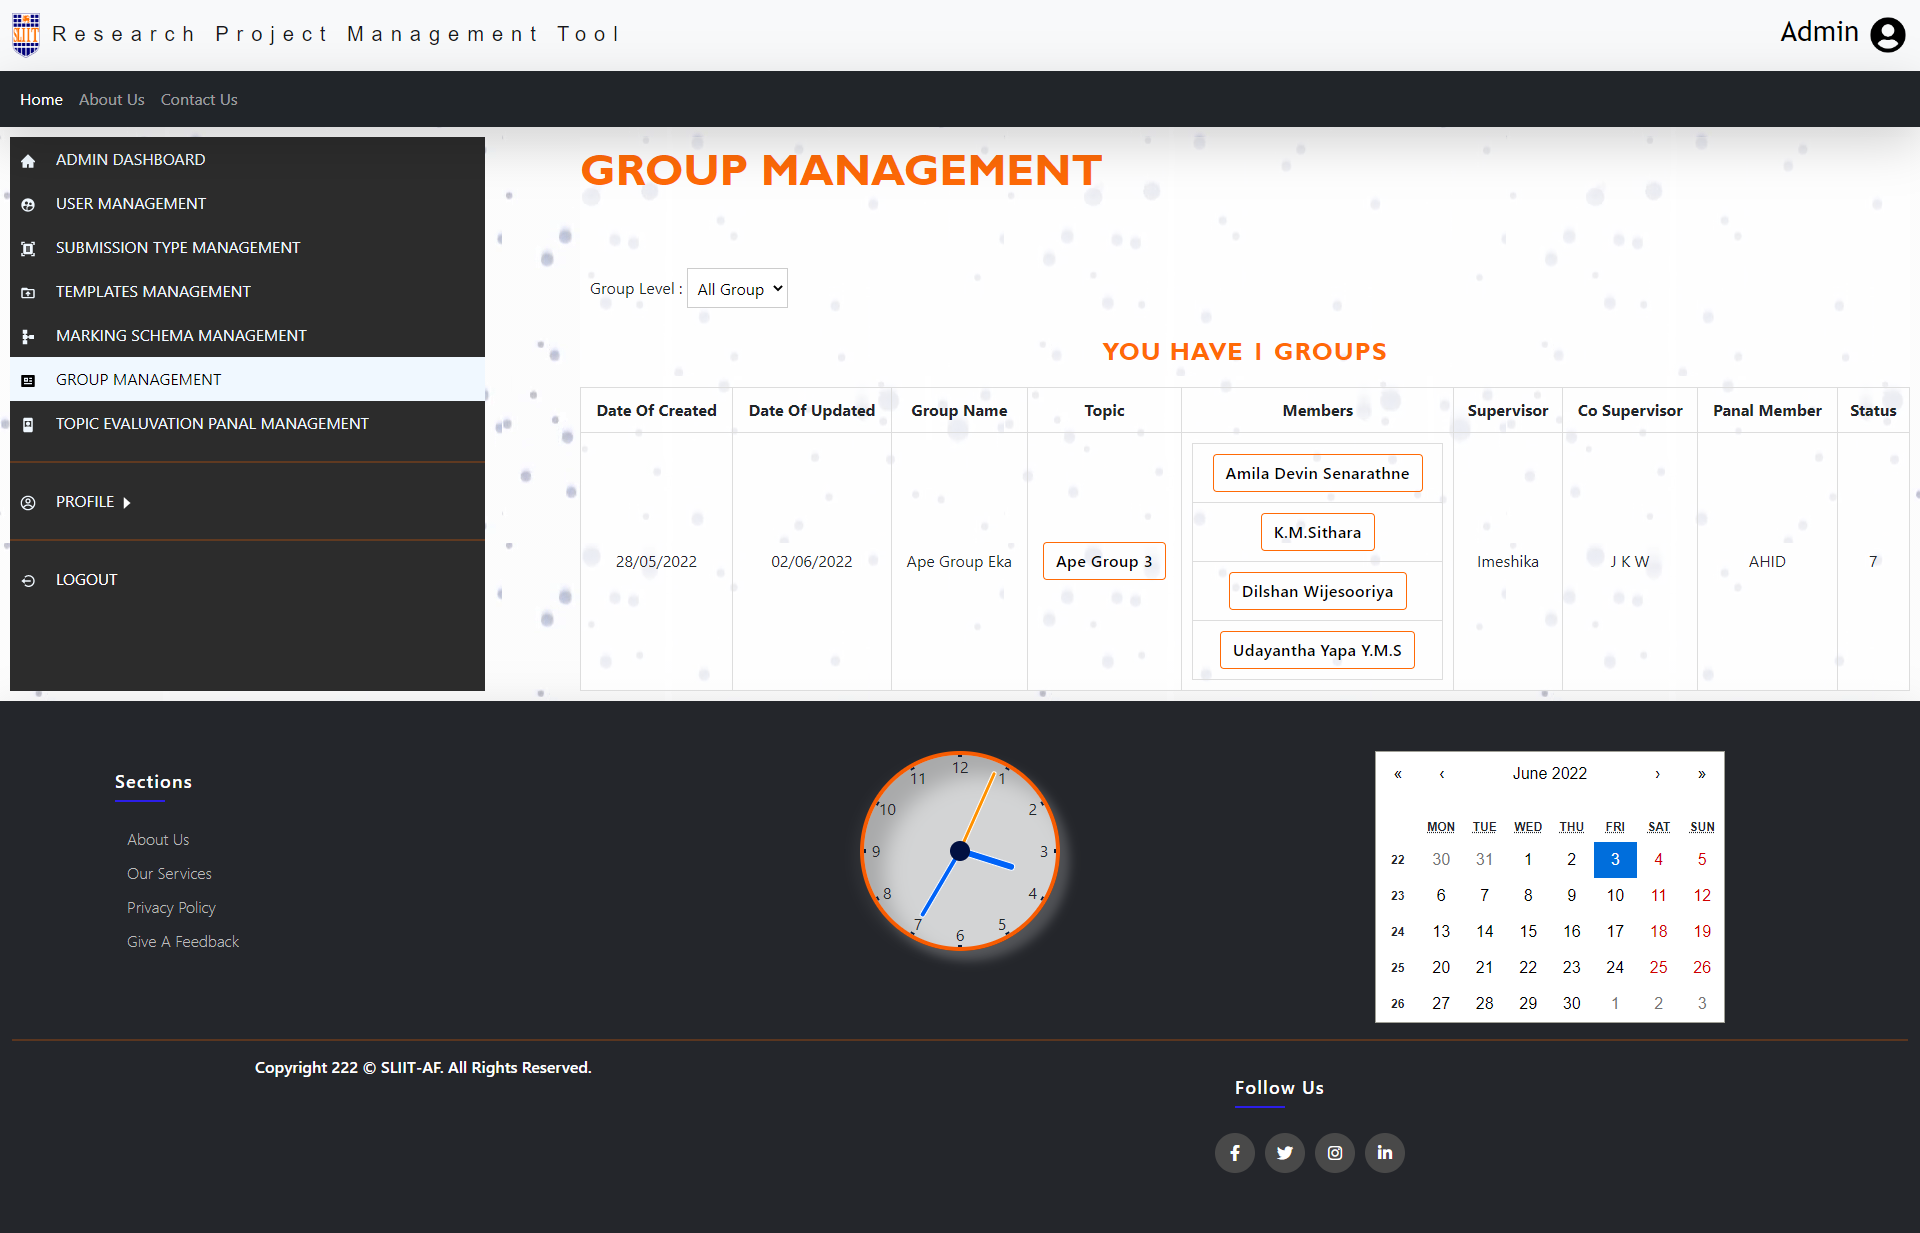 SLIIT
Research Project Management Tool
Admin
Home About Us Contact Us
ADMIN DASHBOARD
USER MANAGEMENT
SUBMISSION TYPE MANAGEMENT
TEMPLATES MANAGEMENT
MARKING SCHEMA MANAGEMENT
GROUP MANAGEMENT
TOPIC EVALUVATION PANAL MANAGEMENT
PROFILE
LOGOUT
GROUP MANAGEMENT
Group Level : All Group
YOU HAVE 1 GROUPS
Date Of Created Date Of Updated Group Name Topic Members Supervisor Co Supervisor Panal Member Status
28/05/2022 02/06/2022 Ape Group Eka Ape Group 3
Amila Devin Senarathne
K.M.Sithara
Dilshan Wijesooriya
Udayantha Yapa Y.M.S
Imeshika J K W AHID 7
Sections
About Us
Our Services
Privacy Policy
Give A Feedback
12
1
2
3
4
5
6
7
8
9
10
11
« ‹ June 2022 › »
MON TUE WED THU FRI SAT SUN
22 30 31 1 2 3 4 5
23 6 7 8 9 10 11 12
24 13 14 15 16 17 18 19
25 20 21 22 23 24 25 26
26 27 28 29 30 1 2 3
Copyright 222 © SLIIT-AF. All Rights Reserved.
Follow Us